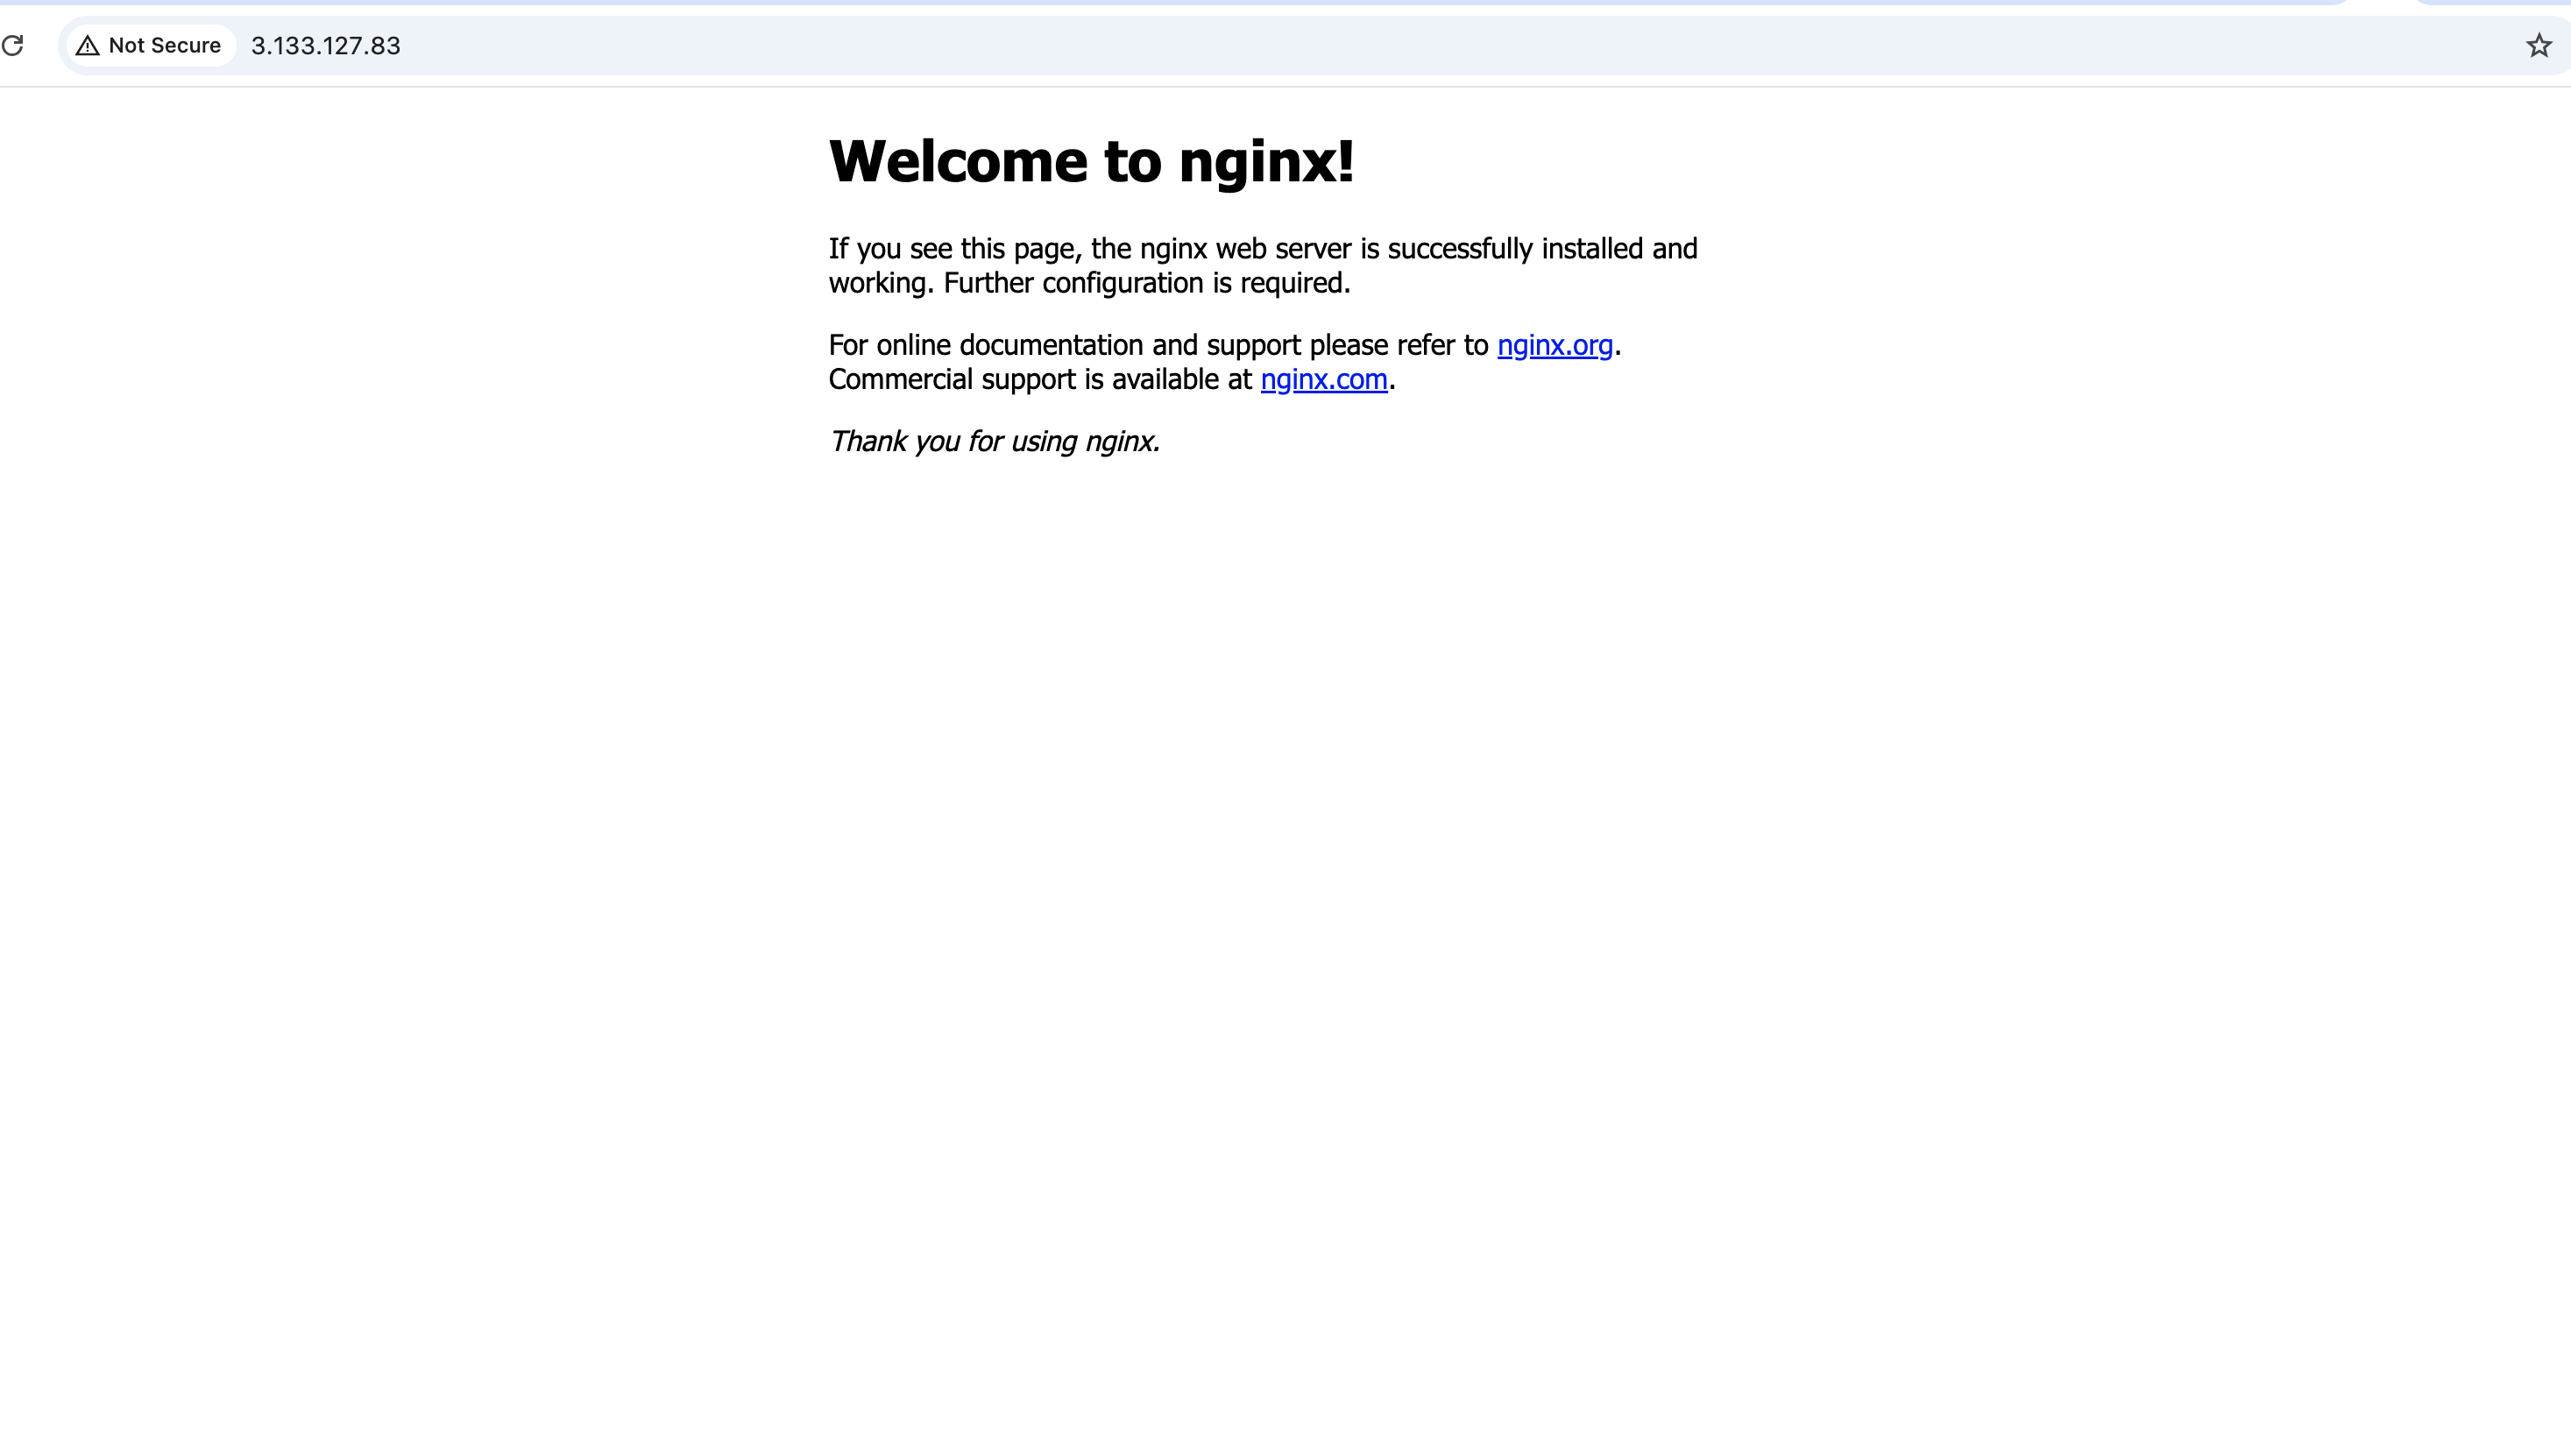 Not Secure 3.133.127.83
Welcome to nginx!
If you see this page, the nginx web server is successfully installed and
working. Further configuration is required.
For online documentation and support please refer to nginx.org.
Commercial support is available at nginx.com.
Thank you for using nginx.